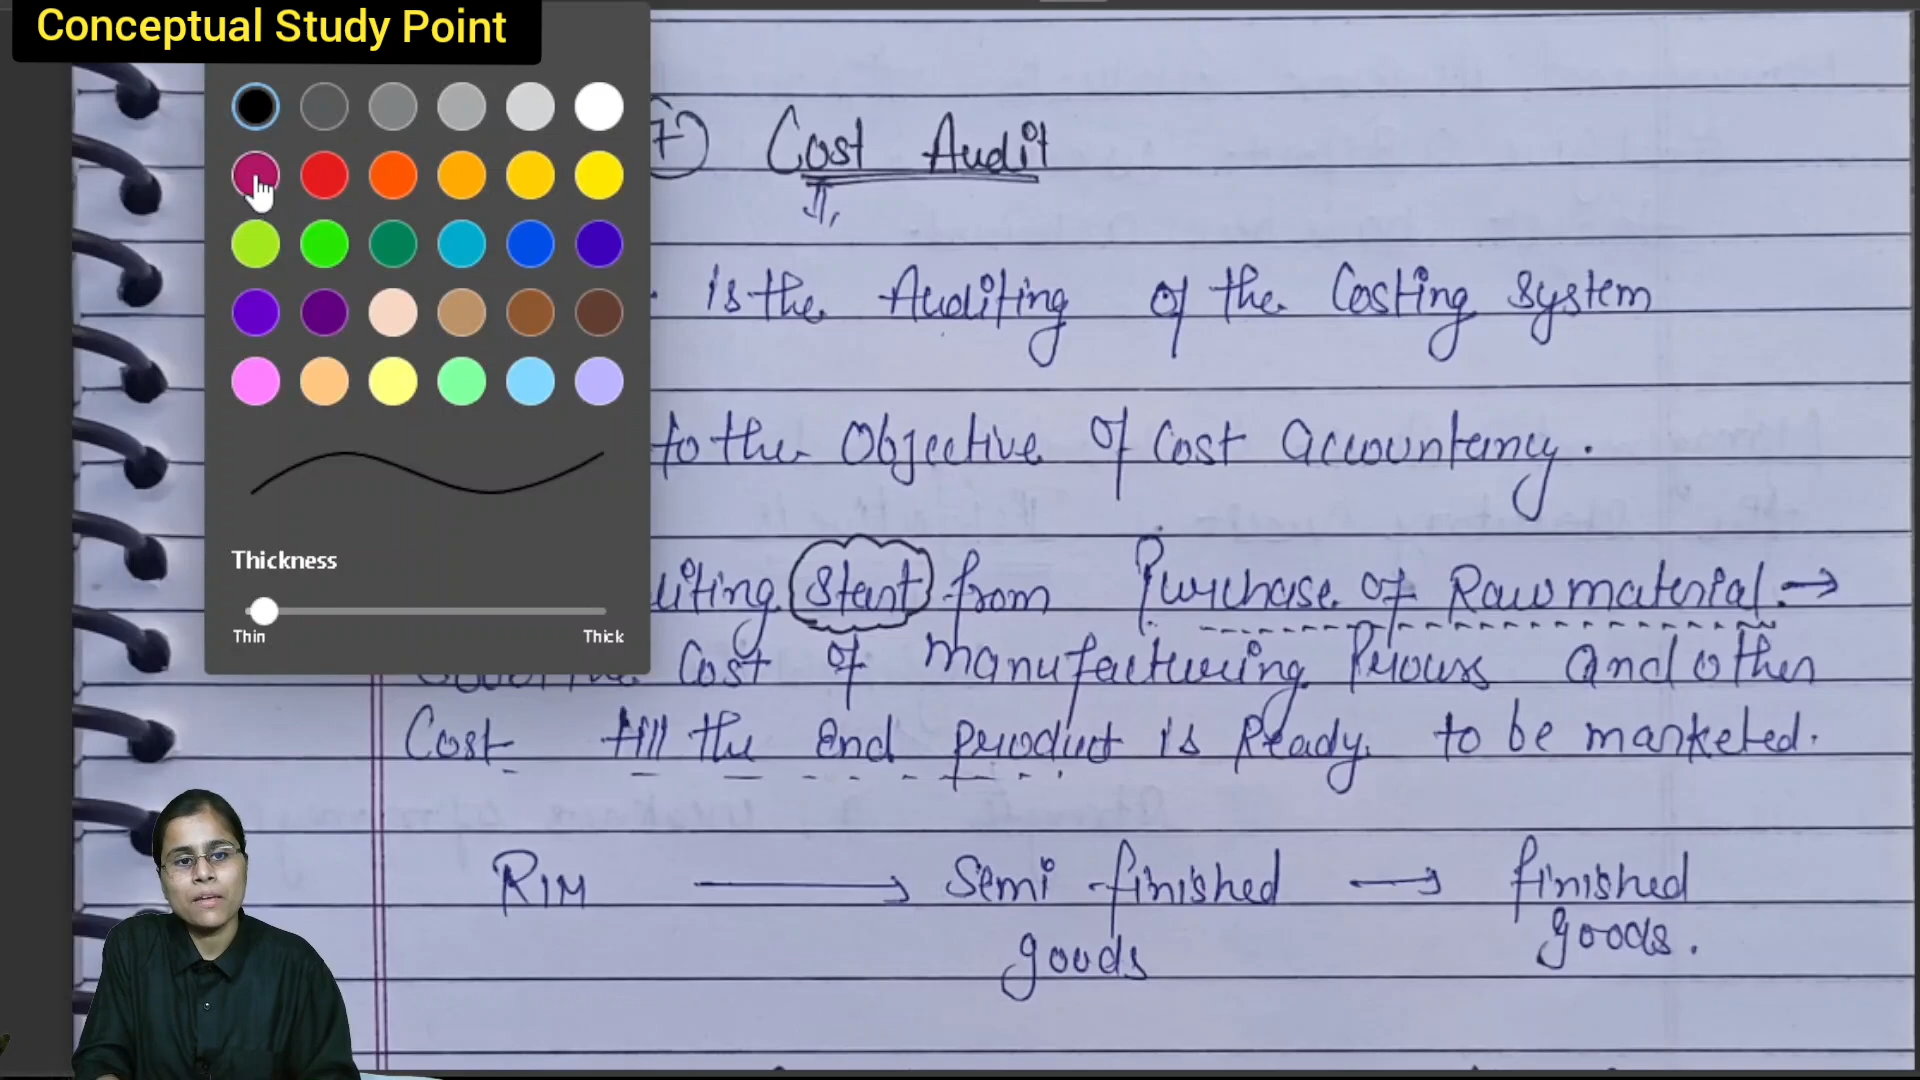 Conceptual Study Point
7 Cost Audit
is the Auditing of the Costing System
to the Objective of Cost Accountancy.
uiting Start from Purchase of Raw material →
Cost of manufacturing Process and other
Cost till the end product is Ready to be marketed.
R/M → Semi-finished → finished
goods goods.
Thickness
Thin Thick